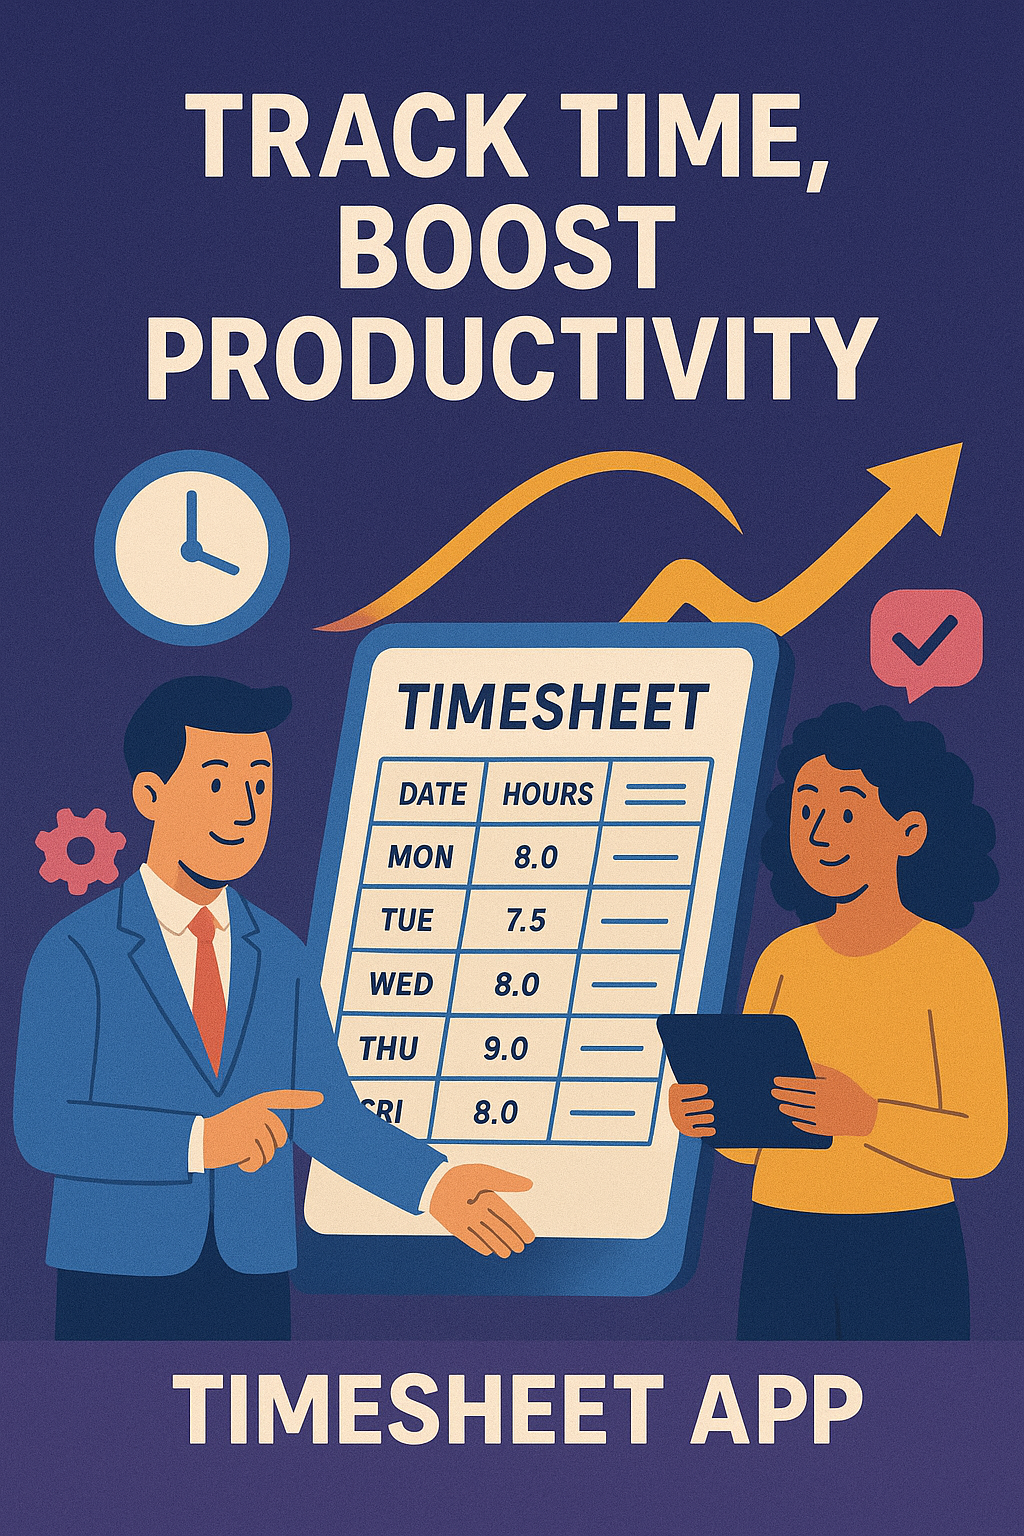 TRACK TIME,
BOOST
PRODUCTIVITY
TIMESHEET
DATE HOURS
MON 8.0
TUE 7.5
WED 8.0
THU 9.0
SRI 8.0
TIMESHEET APP